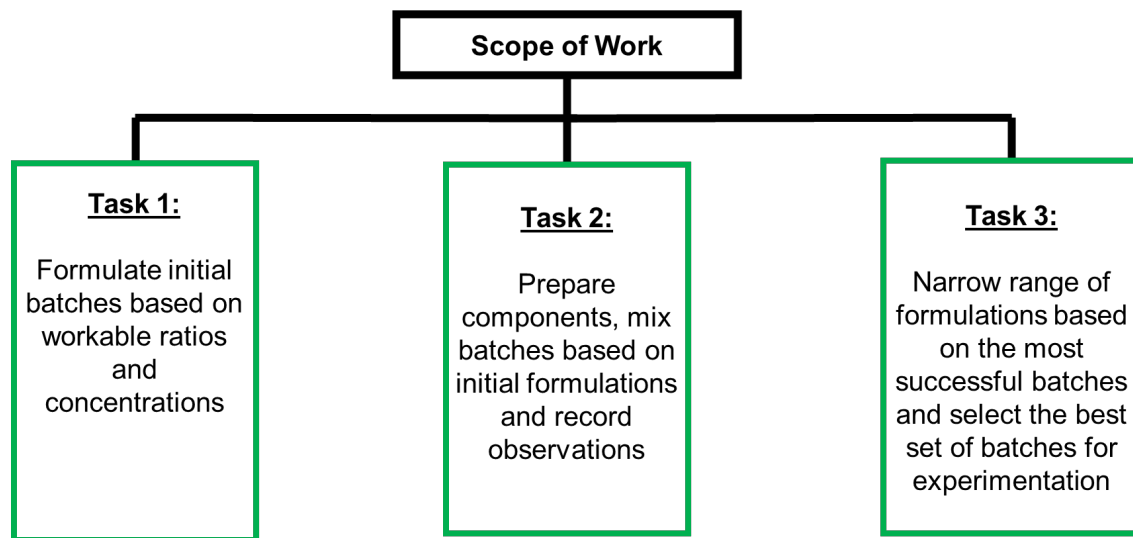 Scope of Work
Task 1:
Formulate initial
batches based on
workable ratios
and
concentrations
Task 2:
Prepare
components, mix
batches based on
initial formulations
and record
observations
Task 3:
Narrow range of
formulations based
on the most
successful batches
and select the best
set of batches for
experimentation